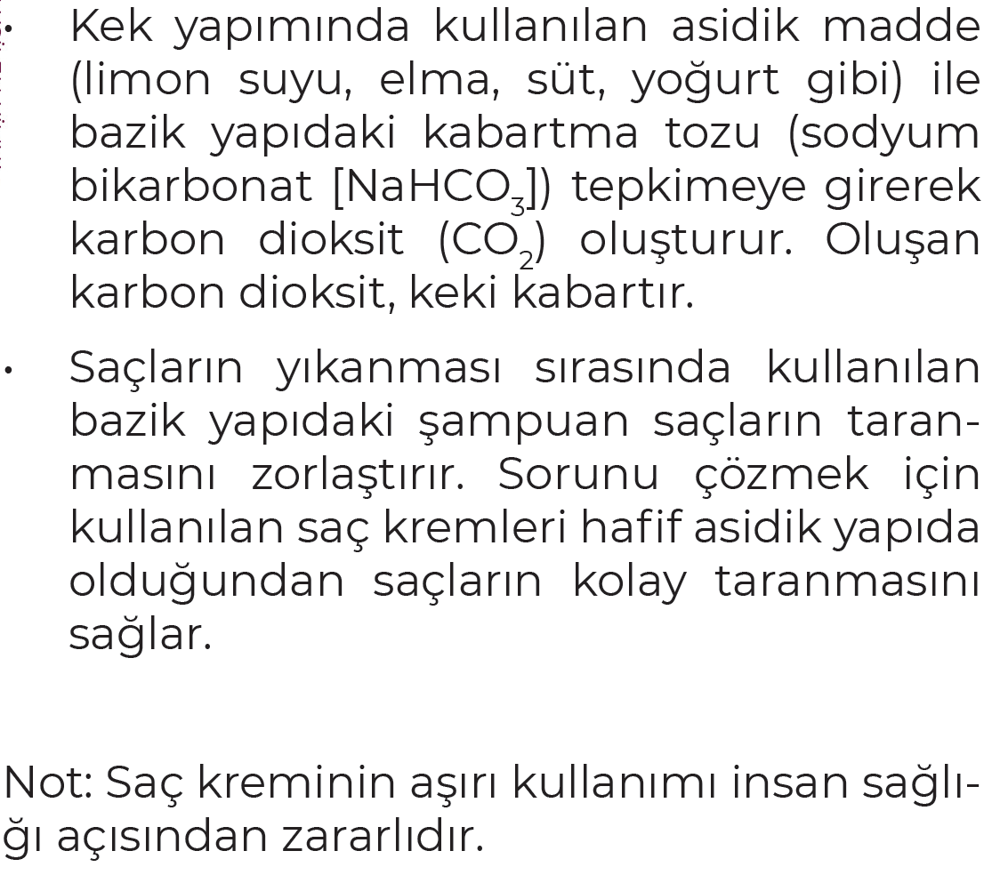 • Kek yapımında kullanılan asidik madde
(limon suyu, elma, süt, yoğurt gibi) ile
bazik yapıdaki kabartma tozu (sodyum
bikarbonat [NaHCO₃]) tepkimeye girerek
karbon dioksit (CO₂) oluşturur. Oluşan
karbon dioksit, keki kabartır.
• Saçların yıkanması sırasında kullanılan
bazik yapıdaki şampuan saçların taran-
masını zorlaştırır. Sorunu çözmek için
kullanılan saç kremleri hafif asidik yapıda
olduğundan saçların kolay taranmasını
sağlar.
Not: Saç kreminin aşırı kullanımı insan sağlı-
ğı açısından zararlıdır.